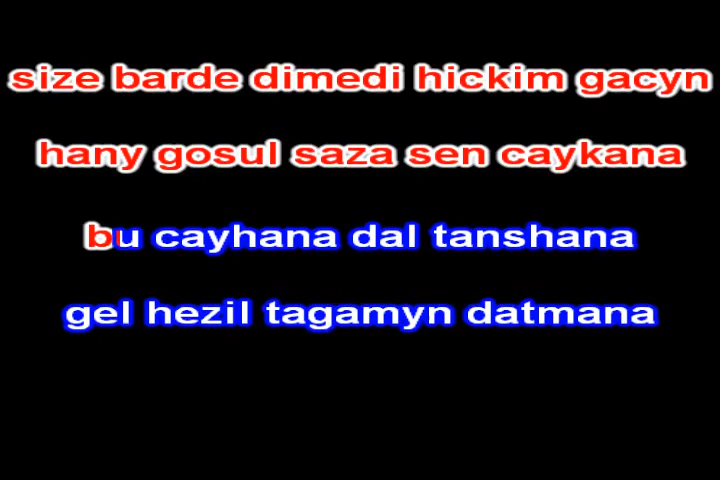 size barde dimedi hickim gacyn
hany gosul saza sen caykana
bu cayhana dal tanshana
gel hezil tagamyn datmana